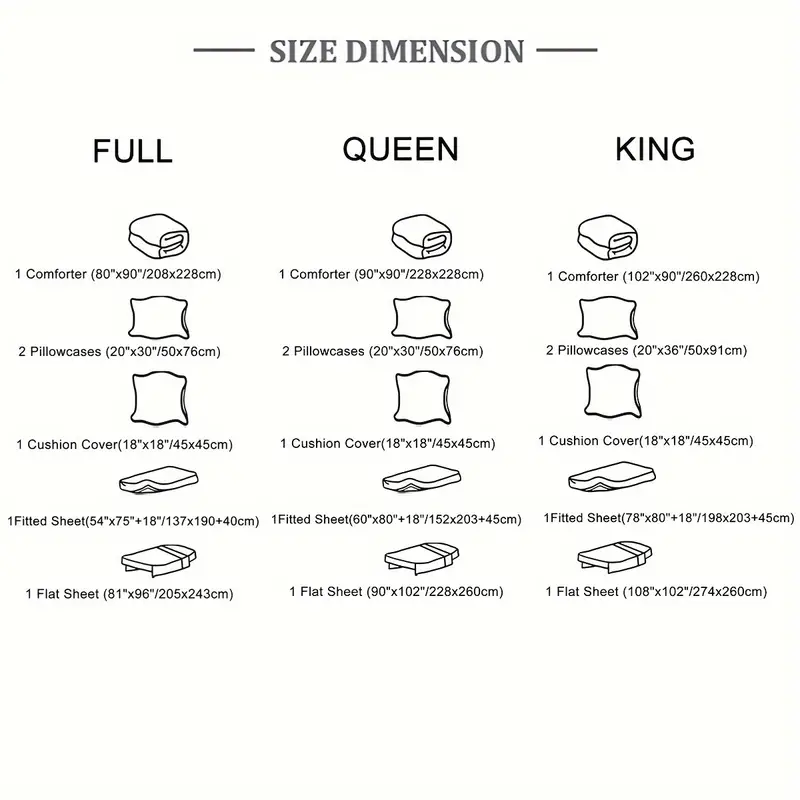 SIZE DIMENSION
FULL
QUEEN
KING
1 Comforter (80"x90"/208x228cm)
1 Comforter (90"x90"/228x228cm)
1 Comforter (102"x90"/260x228cm)
2 Pillowcases (20"x30"/50x76cm)
2 Pillowcases (20"x30"/50x76cm)
2 Pillowcases (20"x36"/50x91cm)
1 Cushion Cover(18"x18"/45x45cm)
1 Cushion Cover(18"x18"/45x45cm)
1 Cushion Cover(18"x18"/45x45cm)
1Fitted Sheet(54"x75"+18"/137x190+40cm)
1Fitted Sheet(60"x80"+18"/152x203+45cm)
1Fitted Sheet(78"x80"+18"/198x203+45cm)
1 Flat Sheet (81"x96"/205x243cm)
1 Flat Sheet (90"x102"/228x260cm)
1 Flat Sheet (108"x102"/274x260cm)